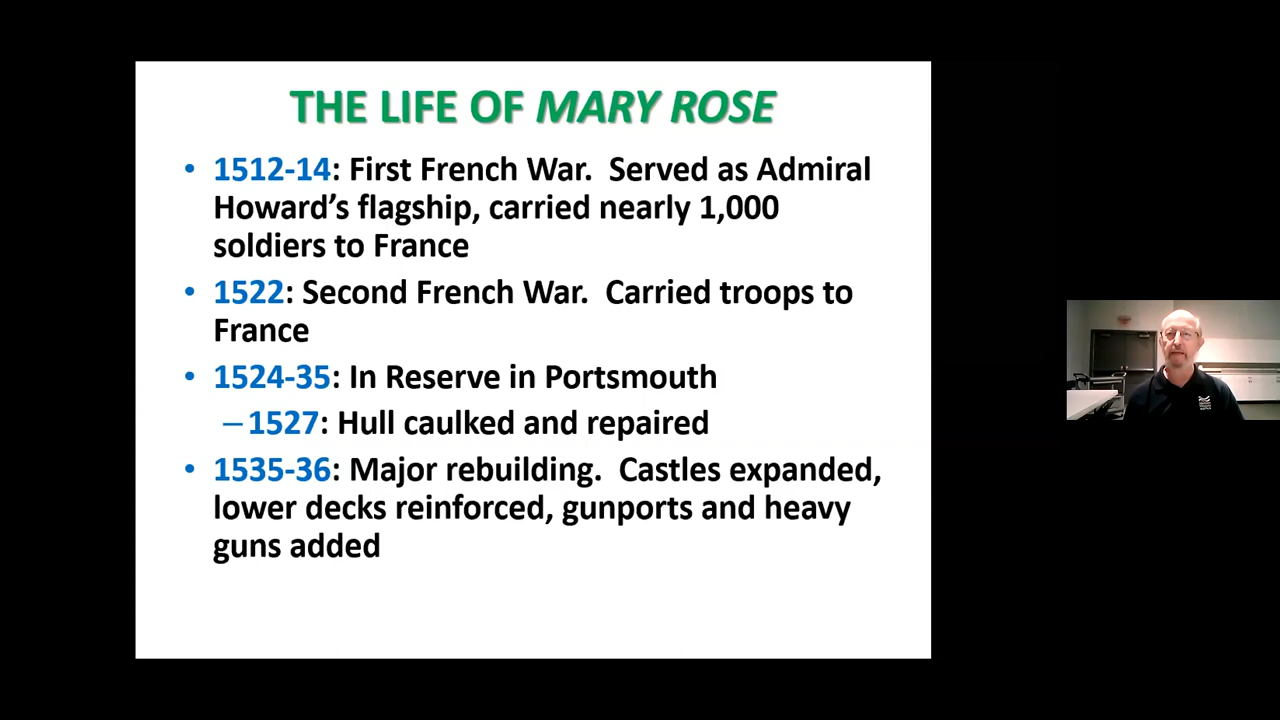 THE LIFE OF MARY ROSE
• 1512-14: First French War.  Served as Admiral
Howard’s flagship, carried nearly 1,000
soldiers to France
• 1522: Second French War.  Carried troops to
France
• 1524-35: In Reserve in Portsmouth
– 1527: Hull caulked and repaired
• 1535-36: Major rebuilding.  Castles expanded,
lower decks reinforced, gunports and heavy
guns added